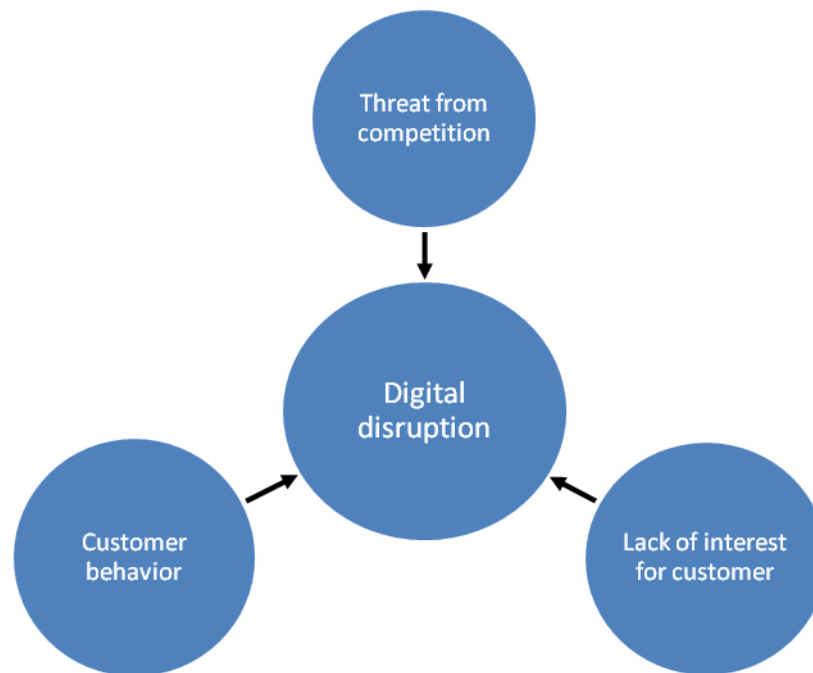 Threat from
competition
Digital
disruption
Customer
behavior
Lack of interest
for customer